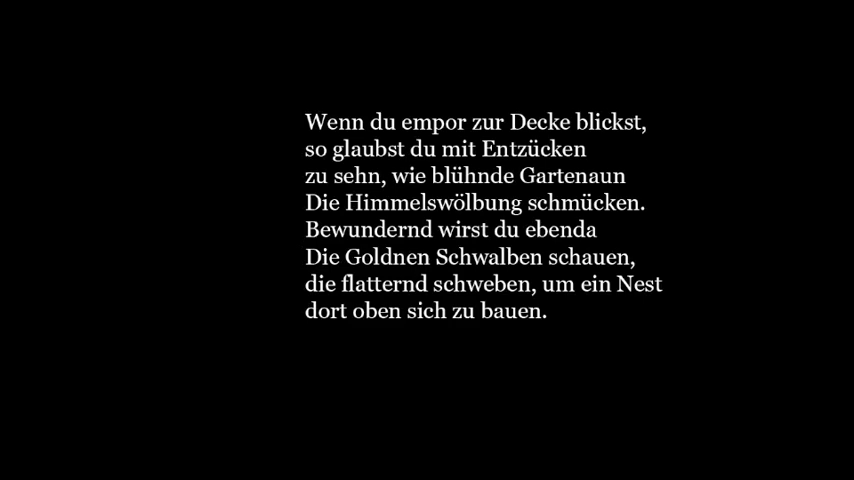 Wenn du empor zur Decke blickst,
so glaubst du mit Entzücken
zu sehn, wie blühnde Gartenaun
Die Himmelswölbung schmücken.
Bewundernd wirst du ebenda
Die Goldnen Schwalben schauen,
die flatternd schweben, um ein Nest
dort oben sich zu bauen.